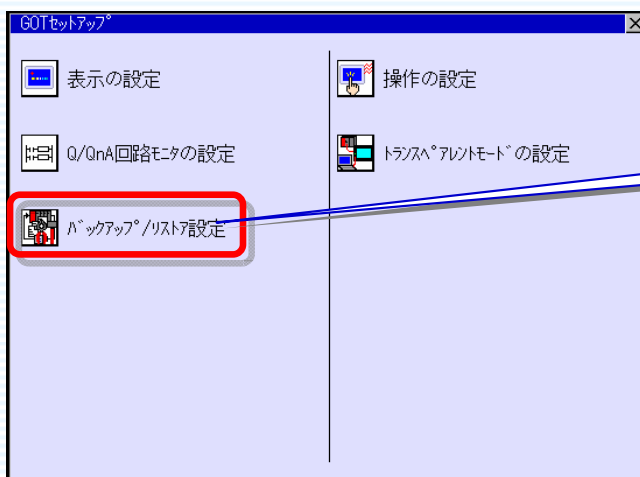 GOTｾｯﾄｱｯﾌﾟ
表示の設定
操作の設定
Q/QnA回路ﾓﾆﾀの設定
ﾄﾗﾝｽﾍﾟｱﾚﾝﾄﾓｰﾄﾞの設定
ﾊﾞｯｸｱｯﾌﾟ/ﾘｽﾄｱ設定